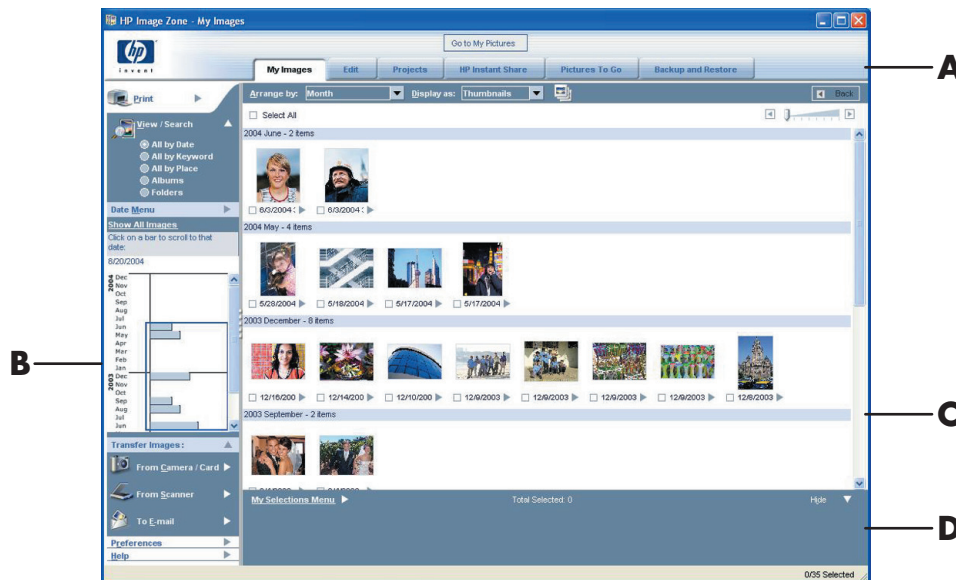 HP Image Zone - My Images
Go to My Pictures
hp
invent
My Images Edit Projects HP Instant Share Pictures To Go Backup and Restore
A
Print
Arrange by: Month Display as: Thumbnails Back
View / Search
Select All
All by Date
All by Keyword
All by Place
Albums
Folders
2004 June - 2 items
6/3/2004 6/3/2004
Date Menu
Show All Images
Click on a bar to scroll to that
date:
8/20/2004
2004 May - 4 items
5/28/2004 5/18/2004 5/17/2004 5/17/2004
2004
Dec
Nov
Oct
Sep
Aug
Jul
Jun
May
Apr
Mar
Feb
Jan
2003
Dec
Nov
Oct
Sep
Aug
Jul
Jun
B
2003 December - 8 items
12/16/200 12/14/200 12/10/200 12/9/2003 12/9/2003 12/9/2003 12/9/2003 12/8/2003
2003 September - 2 items
C
Transfer Images:
From Camera / Card
From Scanner
To E-mail
Preferences
Help
My Selections Menu Total Selected: 0 Hide
D
0/35 Selected